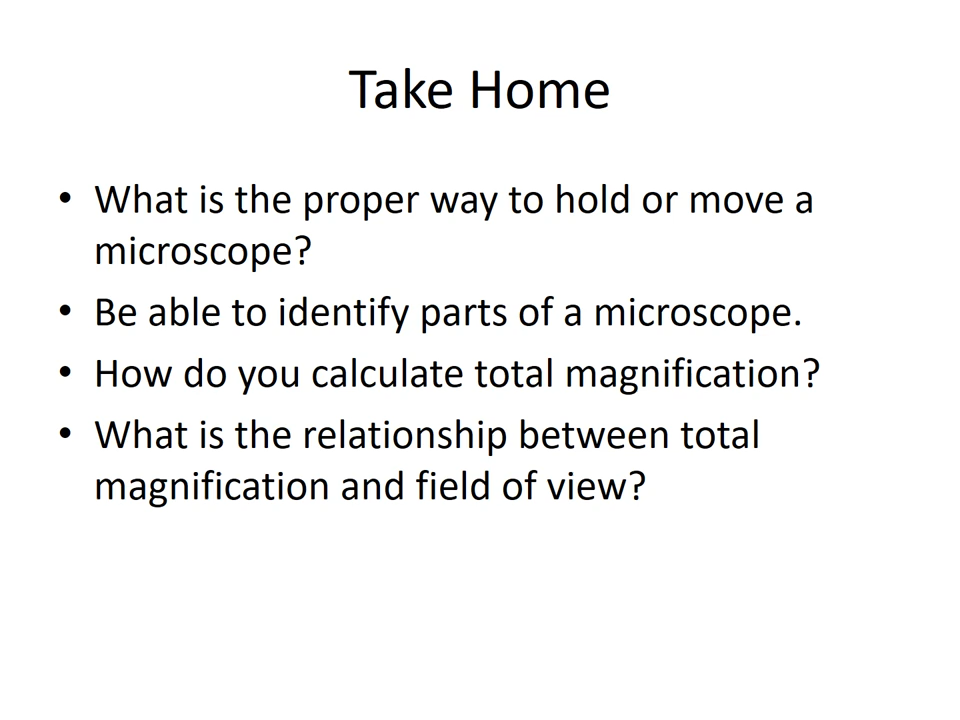 Take Home
• What is the proper way to hold or move a
microscope?
• Be able to identify parts of a microscope.
• How do you calculate total magnification?
• What is the relationship between total
magnification and field of view?